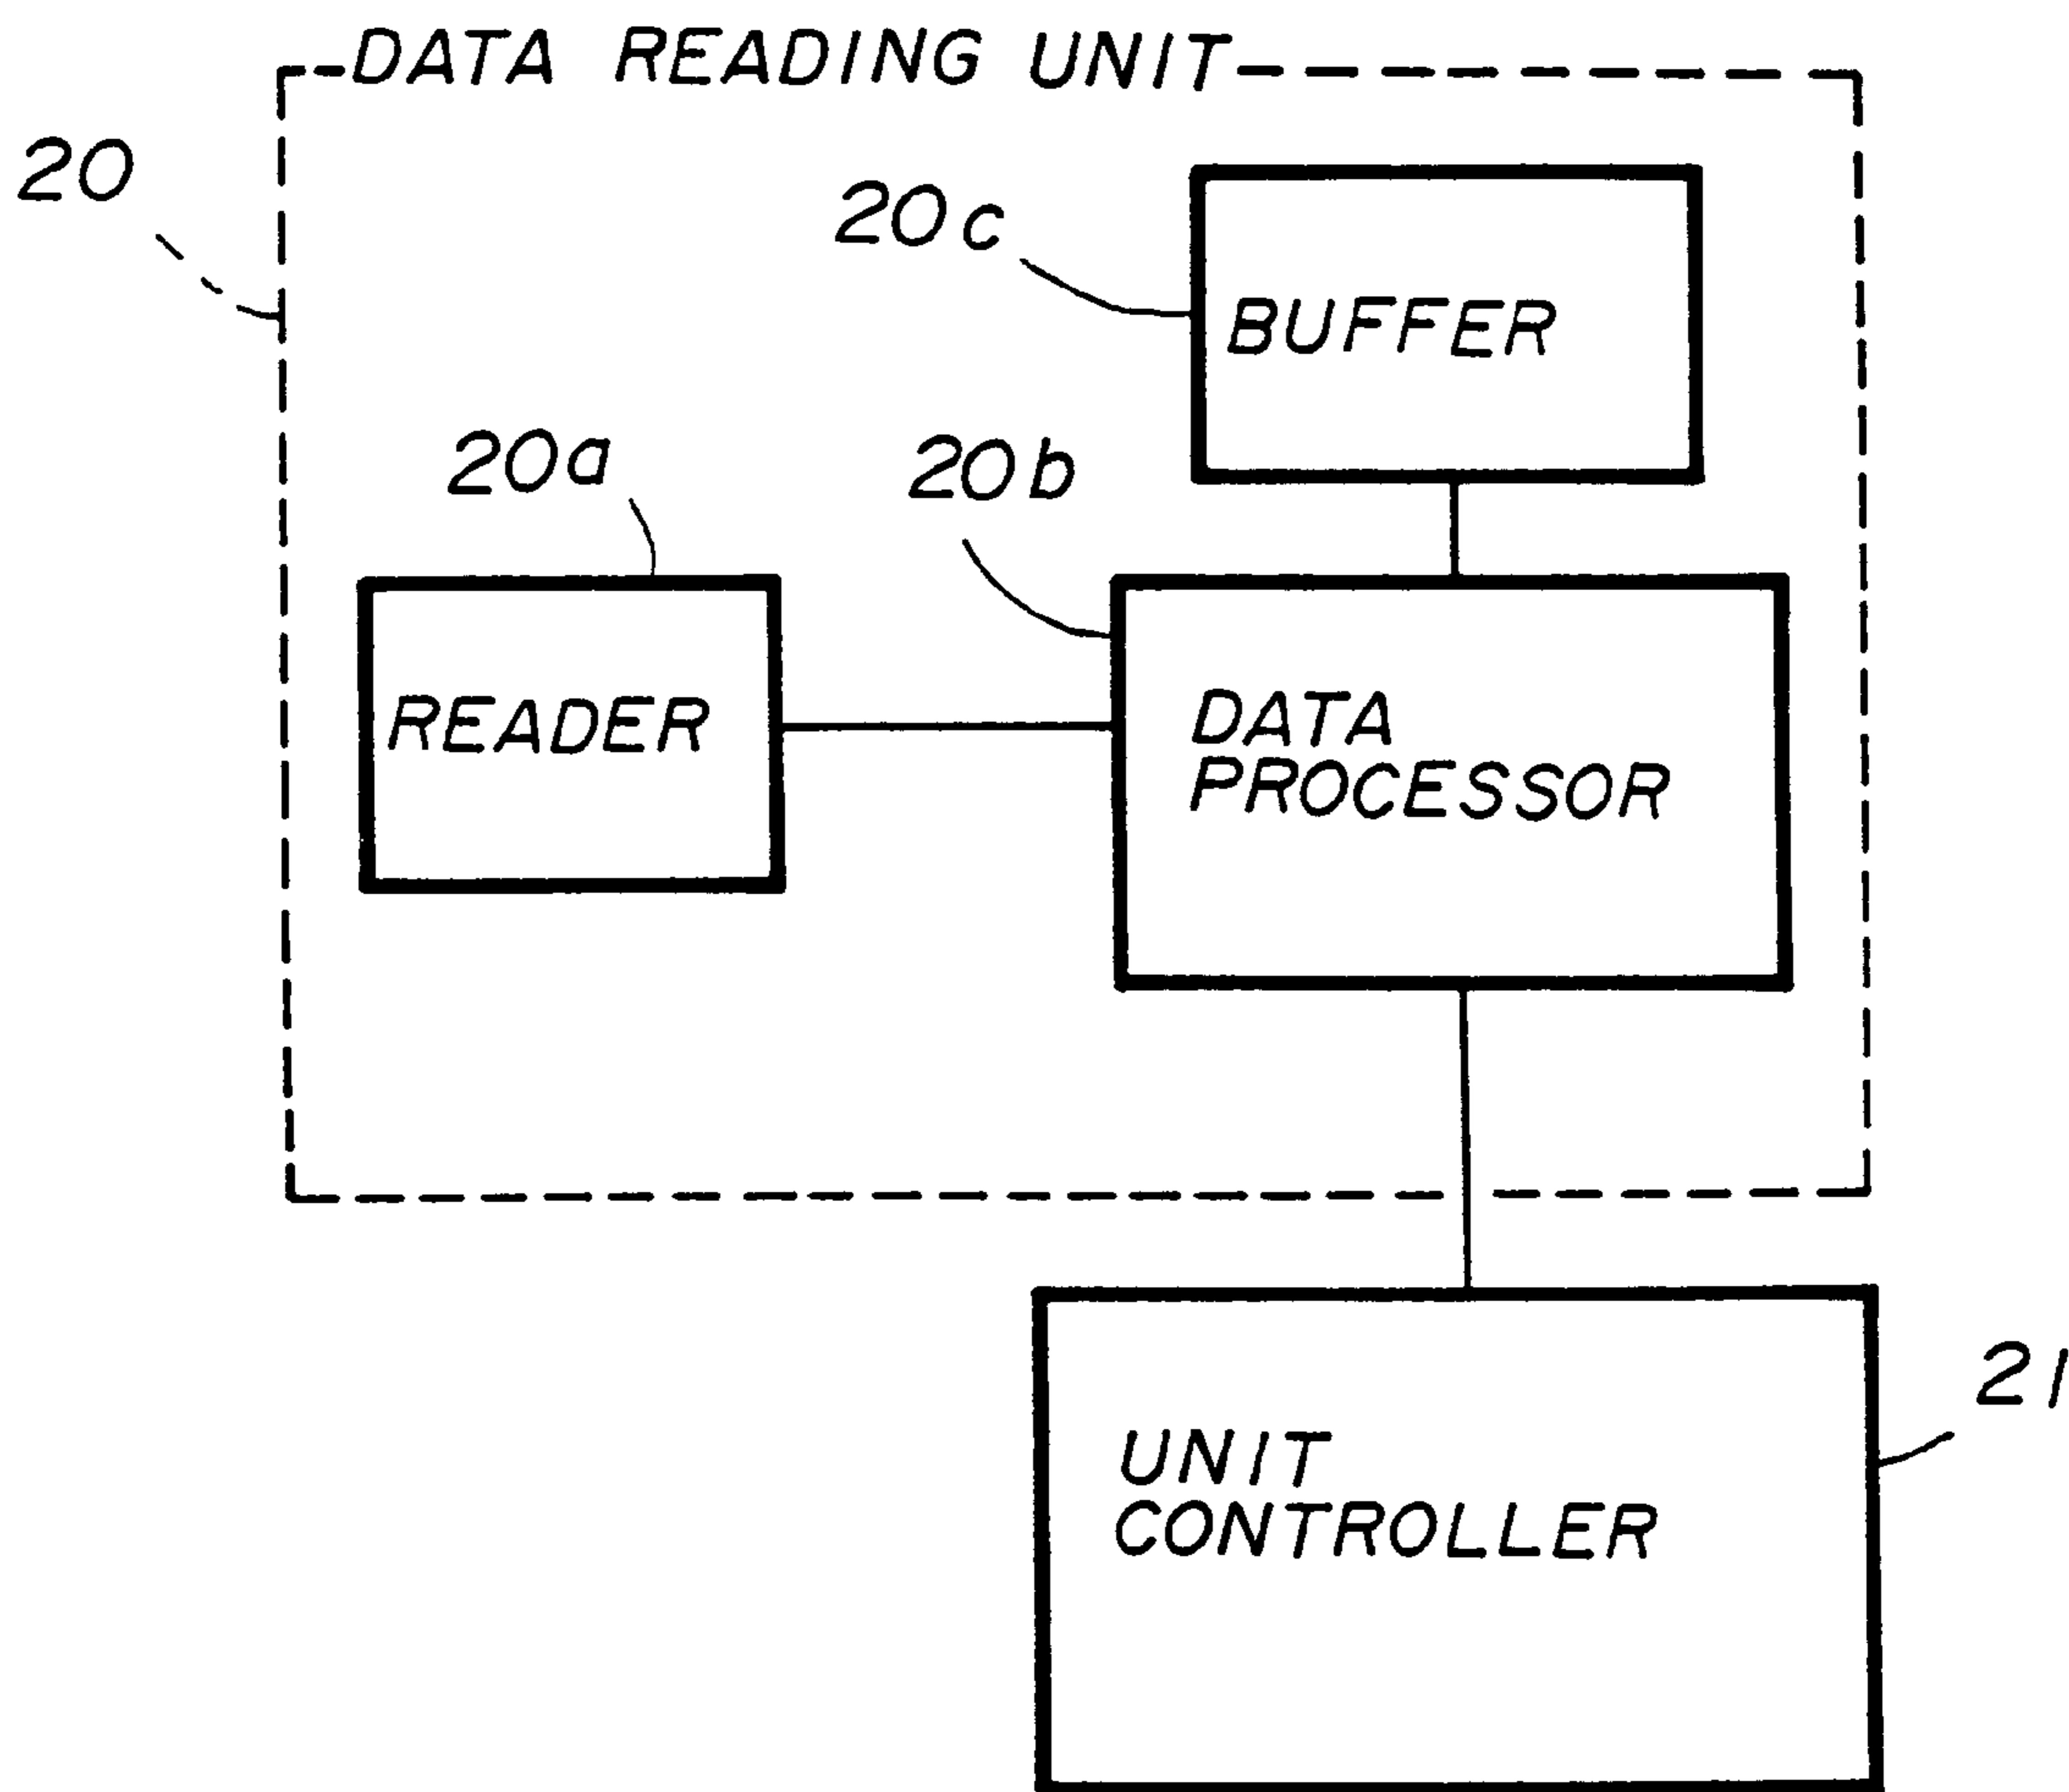 DATA READING UNIT
20
20c
BUFFER
20a
20b
READER
DATA
PROCESSOR
21
UNIT
CONTROLLER